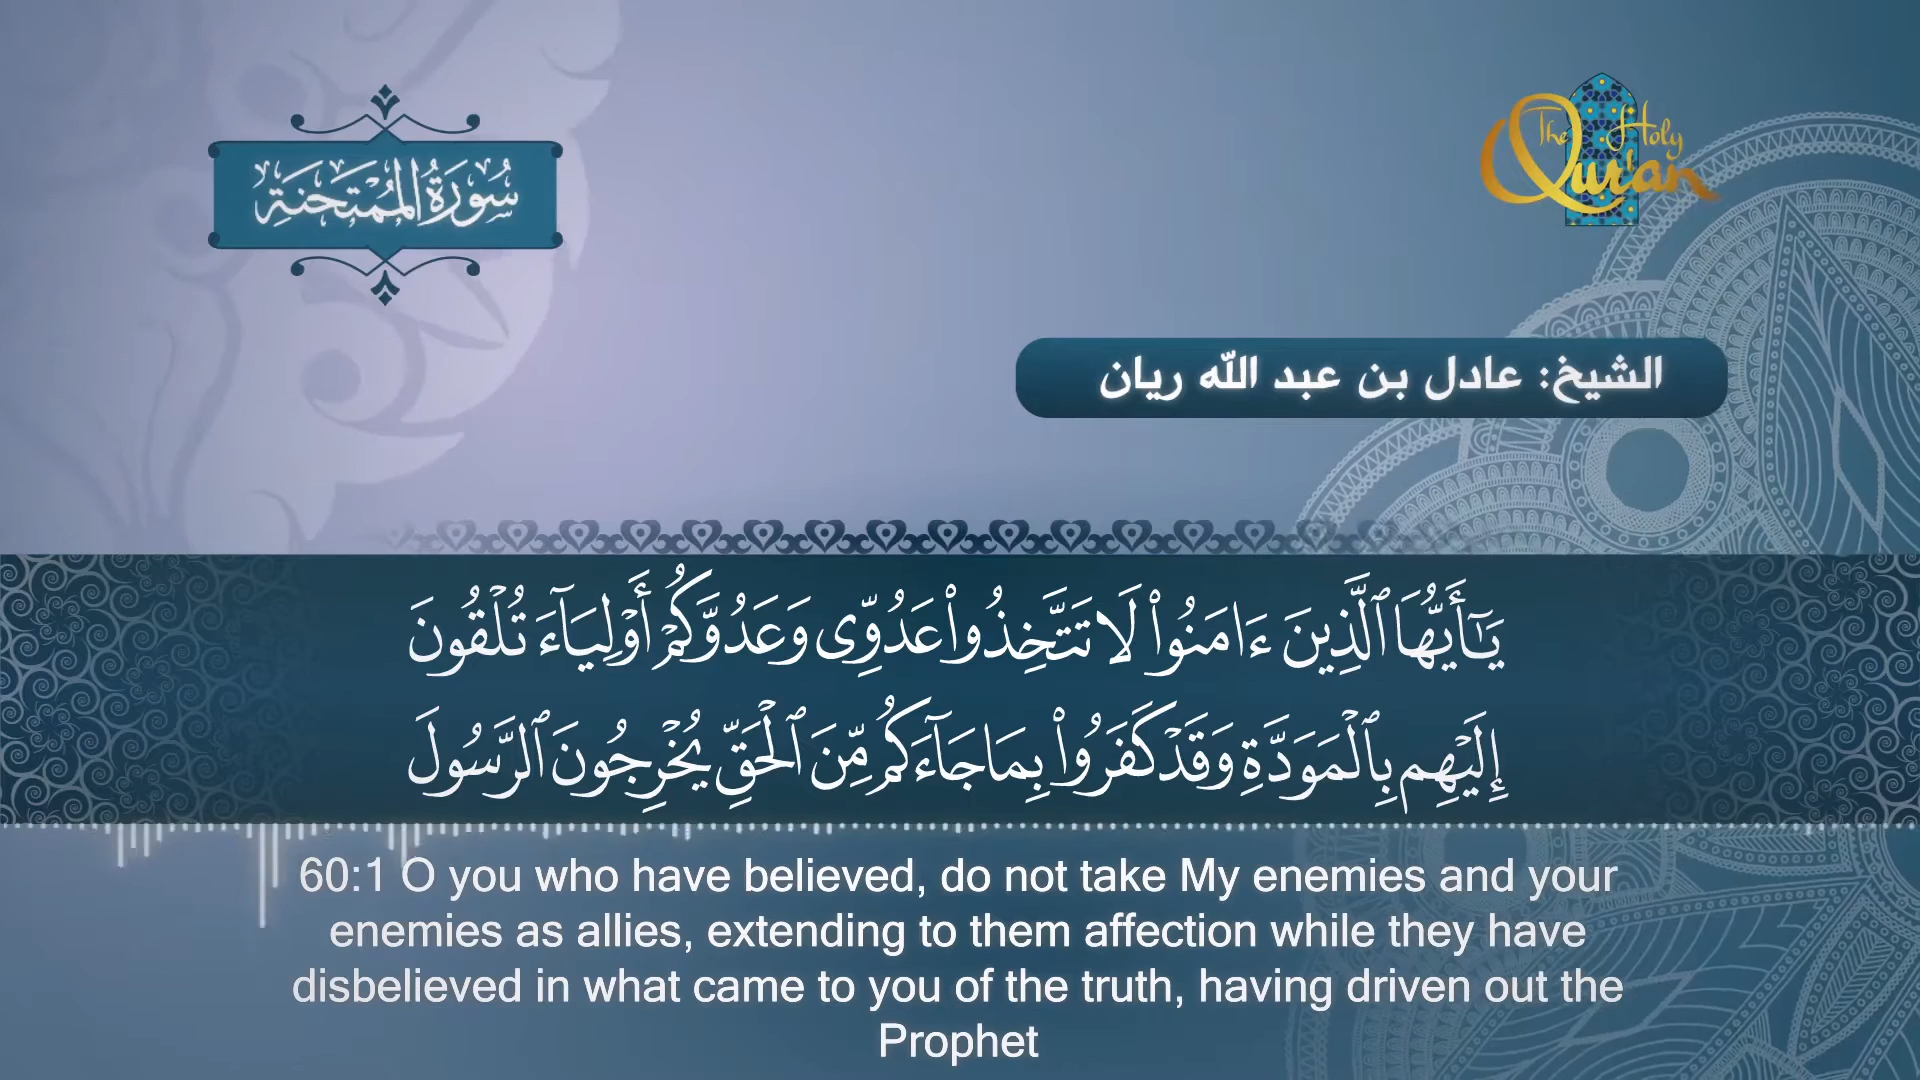 سُورَةُ الْمُمْتَحَنَةِ
The Holy
Qur'an
الشيخ: عادل بن عبد الله ريان
يَٰٓأَيُّهَا ٱلَّذِينَ ءَامَنُوا۟ لَا تَتَّخِذُوا۟ عَدُوِّى وَعَدُوَّكُمْ أَوْلِيَآءَ تُلْقُونَ
إِلَيْهِم بِٱلْمَوَدَّةِ وَقَدْ كَفَرُوا۟ بِمَا جَآءَكُم مِّنَ ٱلْحَقِّ يُخْرِجُونَ ٱلرَّسُولَ
60:1 O you who have believed, do not take My enemies and your
enemies as allies, extending to them affection while they have
disbelieved in what came to you of the truth, having driven out the
Prophet